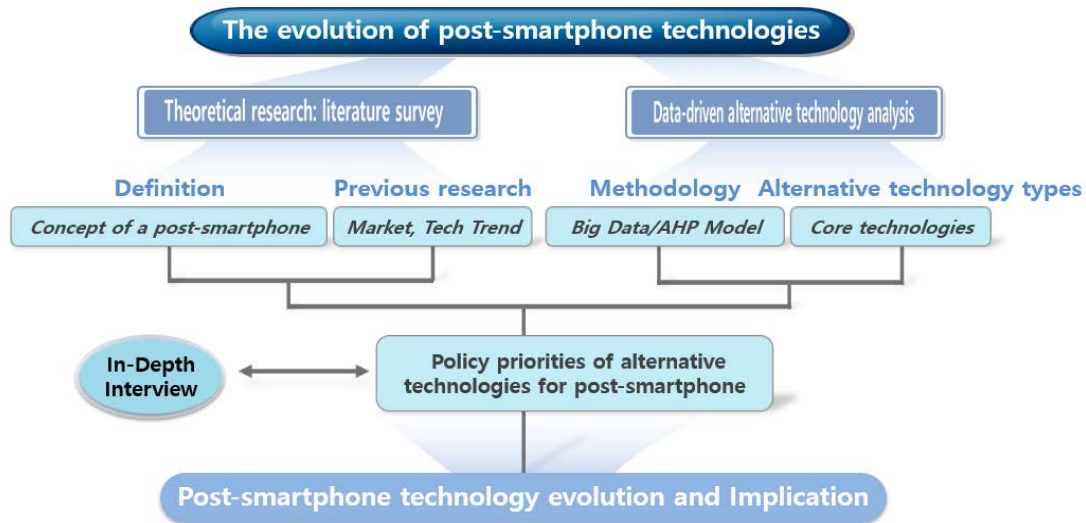 The evolution of post-smartphone technologies
Theoretical research: literature survey
Data-driven alternative technology analysis
Definition
Previous research
Methodology
Alternative technology types
Concept of a post-smartphone
Market, Tech Trend
Big Data/AHP Model
Core technologies
In-Depth
Interview
Policy priorities of alternative
technologies for post-smartphone
Post-smartphone technology evolution and Implication